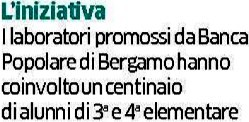 L'iniziativa
I laboratori promossi da Banca
Popolare di Bergamo hanno
coinvolto un centinaio
di alunni di 3ª e 4ª elementare